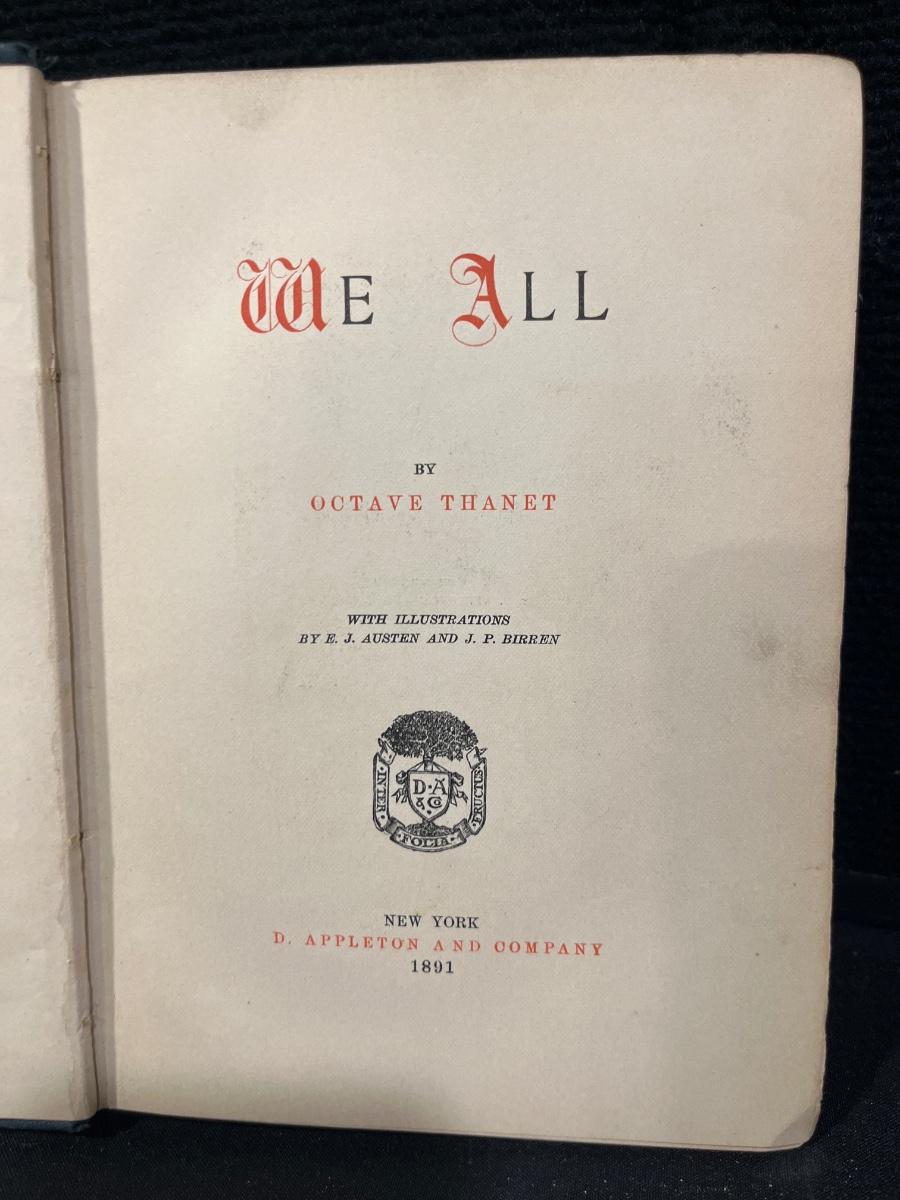 WE ALL
BY
OCTAVE THANET
WITH ILLUSTRATIONS
BY E. J. AUSTEN AND J. P. BIRREN
D · A
& Co
· INTER · FOLIA · FRUCTUS ·
NEW YORK
D. APPLETON AND COMPANY
1891